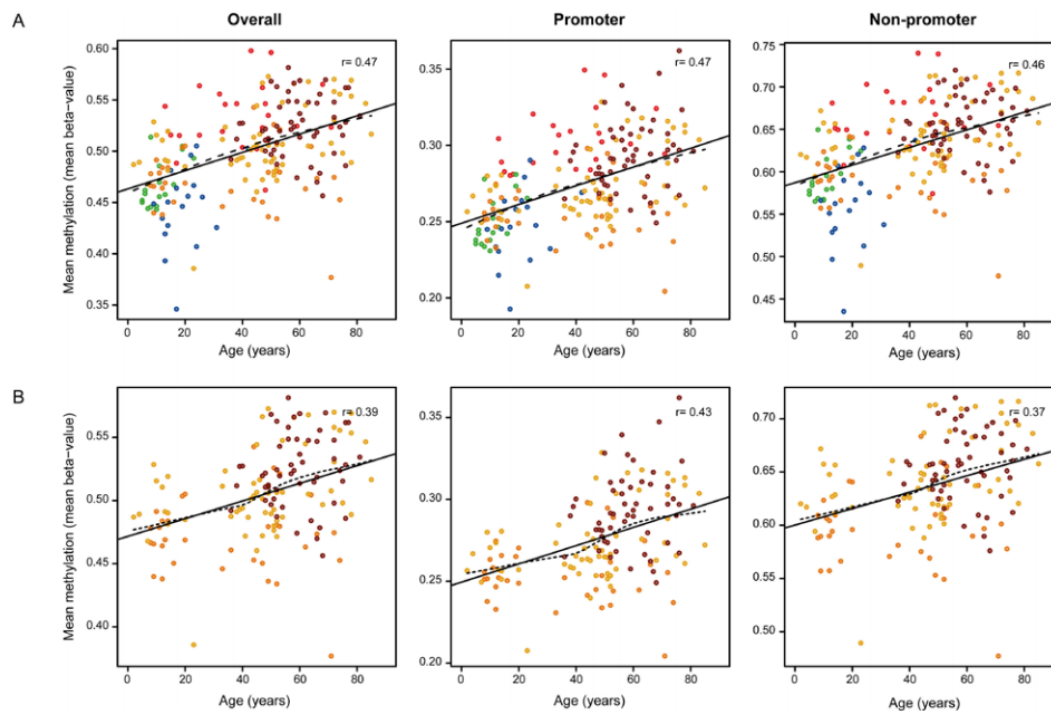 A
Overall
Promoter
Non-promoter
Mean methylation (mean beta-value)
0.60
0.55
0.50
0.45
0.40
0.35
r= 0.47
0 20 40 60 80
Age (years)
0.35
0.30
0.25
0.20
r= 0.47
0 20 40 60 80
Age (years)
0.75
0.70
0.65
0.60
0.55
0.50
0.45
r= 0.46
0 20 40 60 80
Age (years)
B
Mean methylation (mean beta-value)
0.55
0.50
0.45
0.40
r= 0.39
0 20 40 60 80
Age (years)
0.35
0.30
0.25
0.20
r= 0.43
0 20 40 60 80
Age (years)
0.70
0.65
0.60
0.55
0.50
r= 0.37
0 20 40 60 80
Age (years)